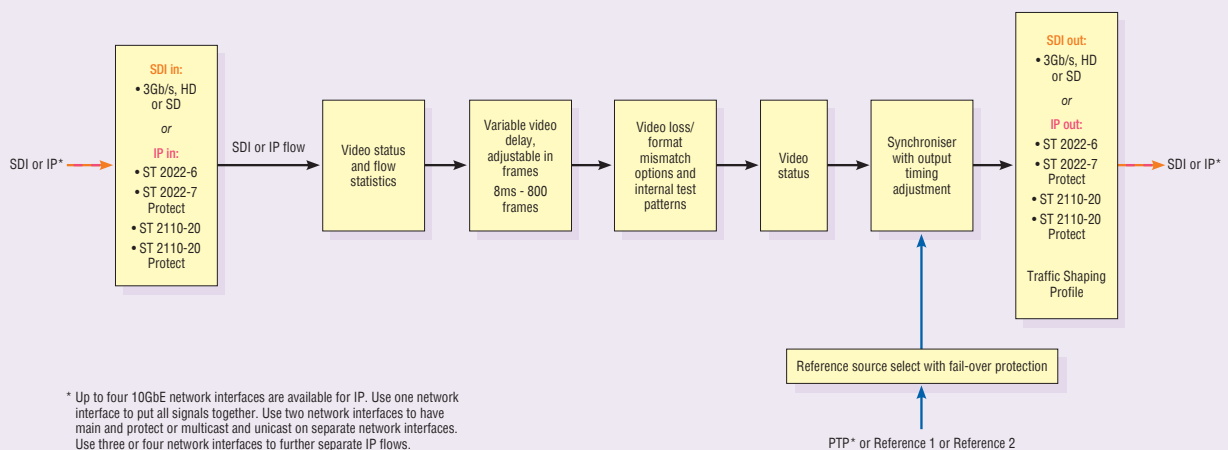 SDI or IP*
SDI in:
• 3Gb/s, HD
or SD
or
IP in:
• ST 2022-6
• ST 2022-7
Protect
• ST 2110-20
• ST 2110-20
Protect
SDI or IP flow
Video status
and flow
statistics
Variable video
delay,
adjustable in
frames
8ms - 800
frames
Video loss/
format
mismatch
options and
internal test
patterns
Video
status
Synchroniser
with output
timing
adjustment
SDI out:
• 3Gb/s, HD
or SD
or
IP out:
• ST 2022-6
• ST 2022-7
Protect
• ST 2110-20
• ST 2110-20
Protect
Traffic Shaping
Profile
SDI or IP*
Reference source select with fail-over protection
PTP* or Reference 1 or Reference 2
* Up to four 10GbE network interfaces are available for IP. Use one network
interface to put all signals together. Use two network interfaces to have
main and protect or multicast and unicast on separate network interfaces.
Use three or four network interfaces to further separate IP flows.